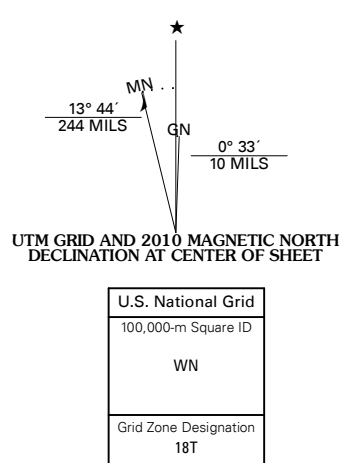 ★
MN
13° 44´
244 MILS
GN
0° 33´
10 MILS
UTM GRID AND 2010 MAGNETIC NORTH
DECLINATION AT CENTER OF SHEET
U.S. National Grid
100,000-m Square ID
WN
Grid Zone Designation
18T